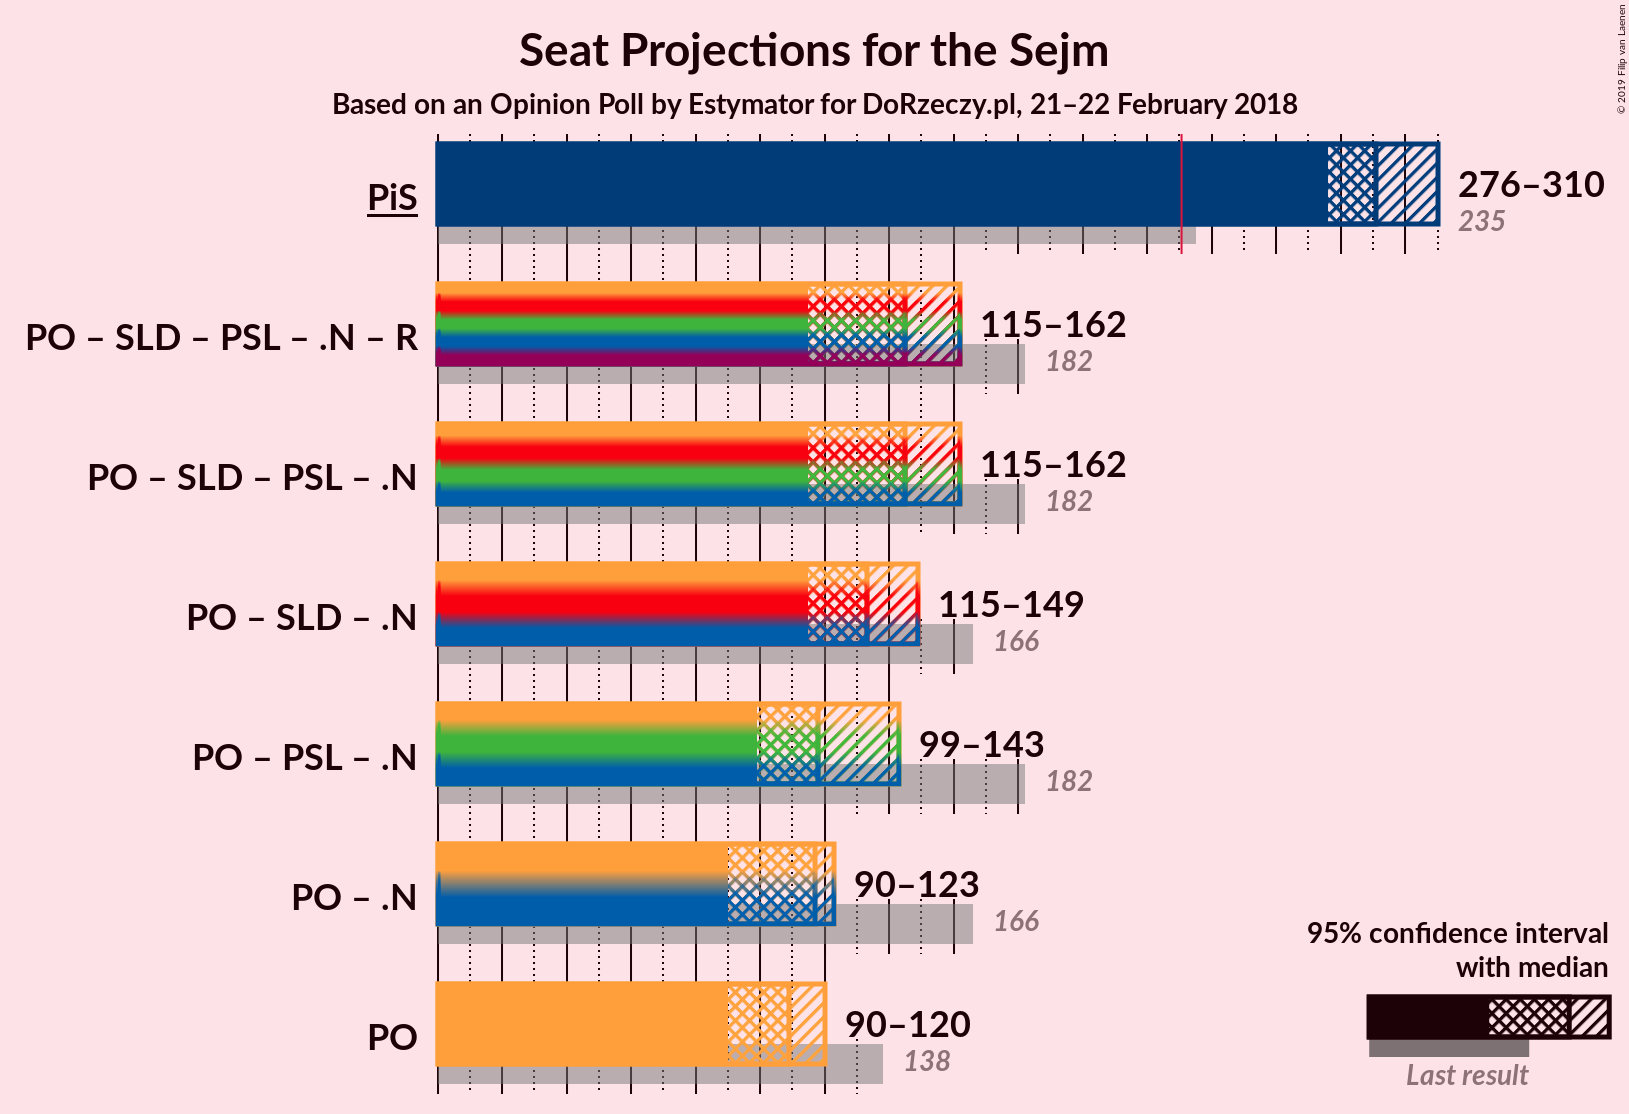 Seat Projections for the Sejm
Based on an Opinion Poll by Estymator for DoRzeczy.pl, 21–22 February 2018
© 2019 Filip van Laenen
PiS
276–310
235
PO – SLD – PSL – .N – R
115–162
182
PO – SLD – PSL – .N
115–162
182
PO – SLD – .N
115–149
166
PO – PSL – .N
99–143
182
PO – .N
90–123
166
PO
90–120
138
95% confidence interval
with median
Last result